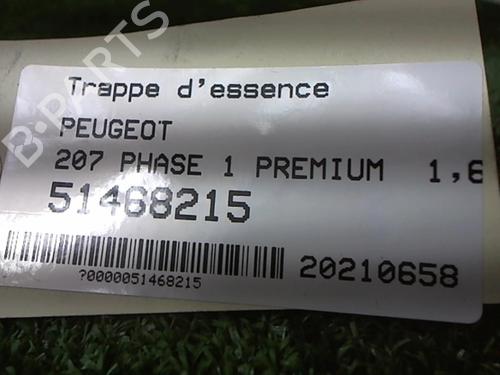 B-PARTS
Trappe d'essence
PEUGEOT
207 PHASE 1 PREMIUM 1,6
51468215
?0000051468215
20210658